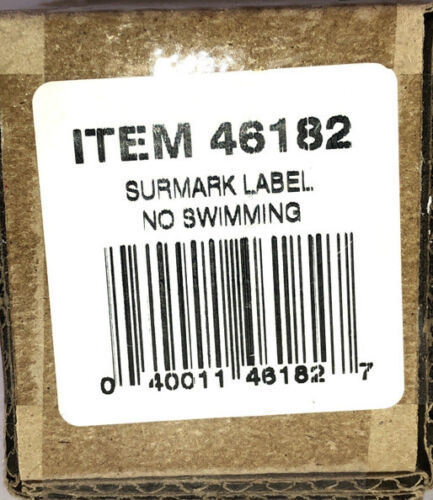 ITEM 46182
SURMARK LABEL.
NO SWIMMING
0 40011 46182 7